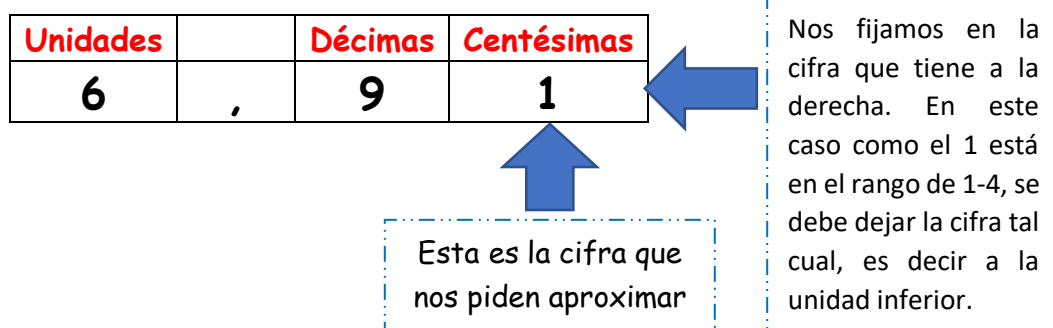 Unidades Décimas Centésimas
6 , 9 1
Esta es la cifra que
nos piden aproximar
Nos fijamos en la
cifra que tiene a la
derecha. En este
caso como el 1 está
en el rango de 1-4, se
debe dejar la cifra tal
cual, es decir a la
unidad inferior.